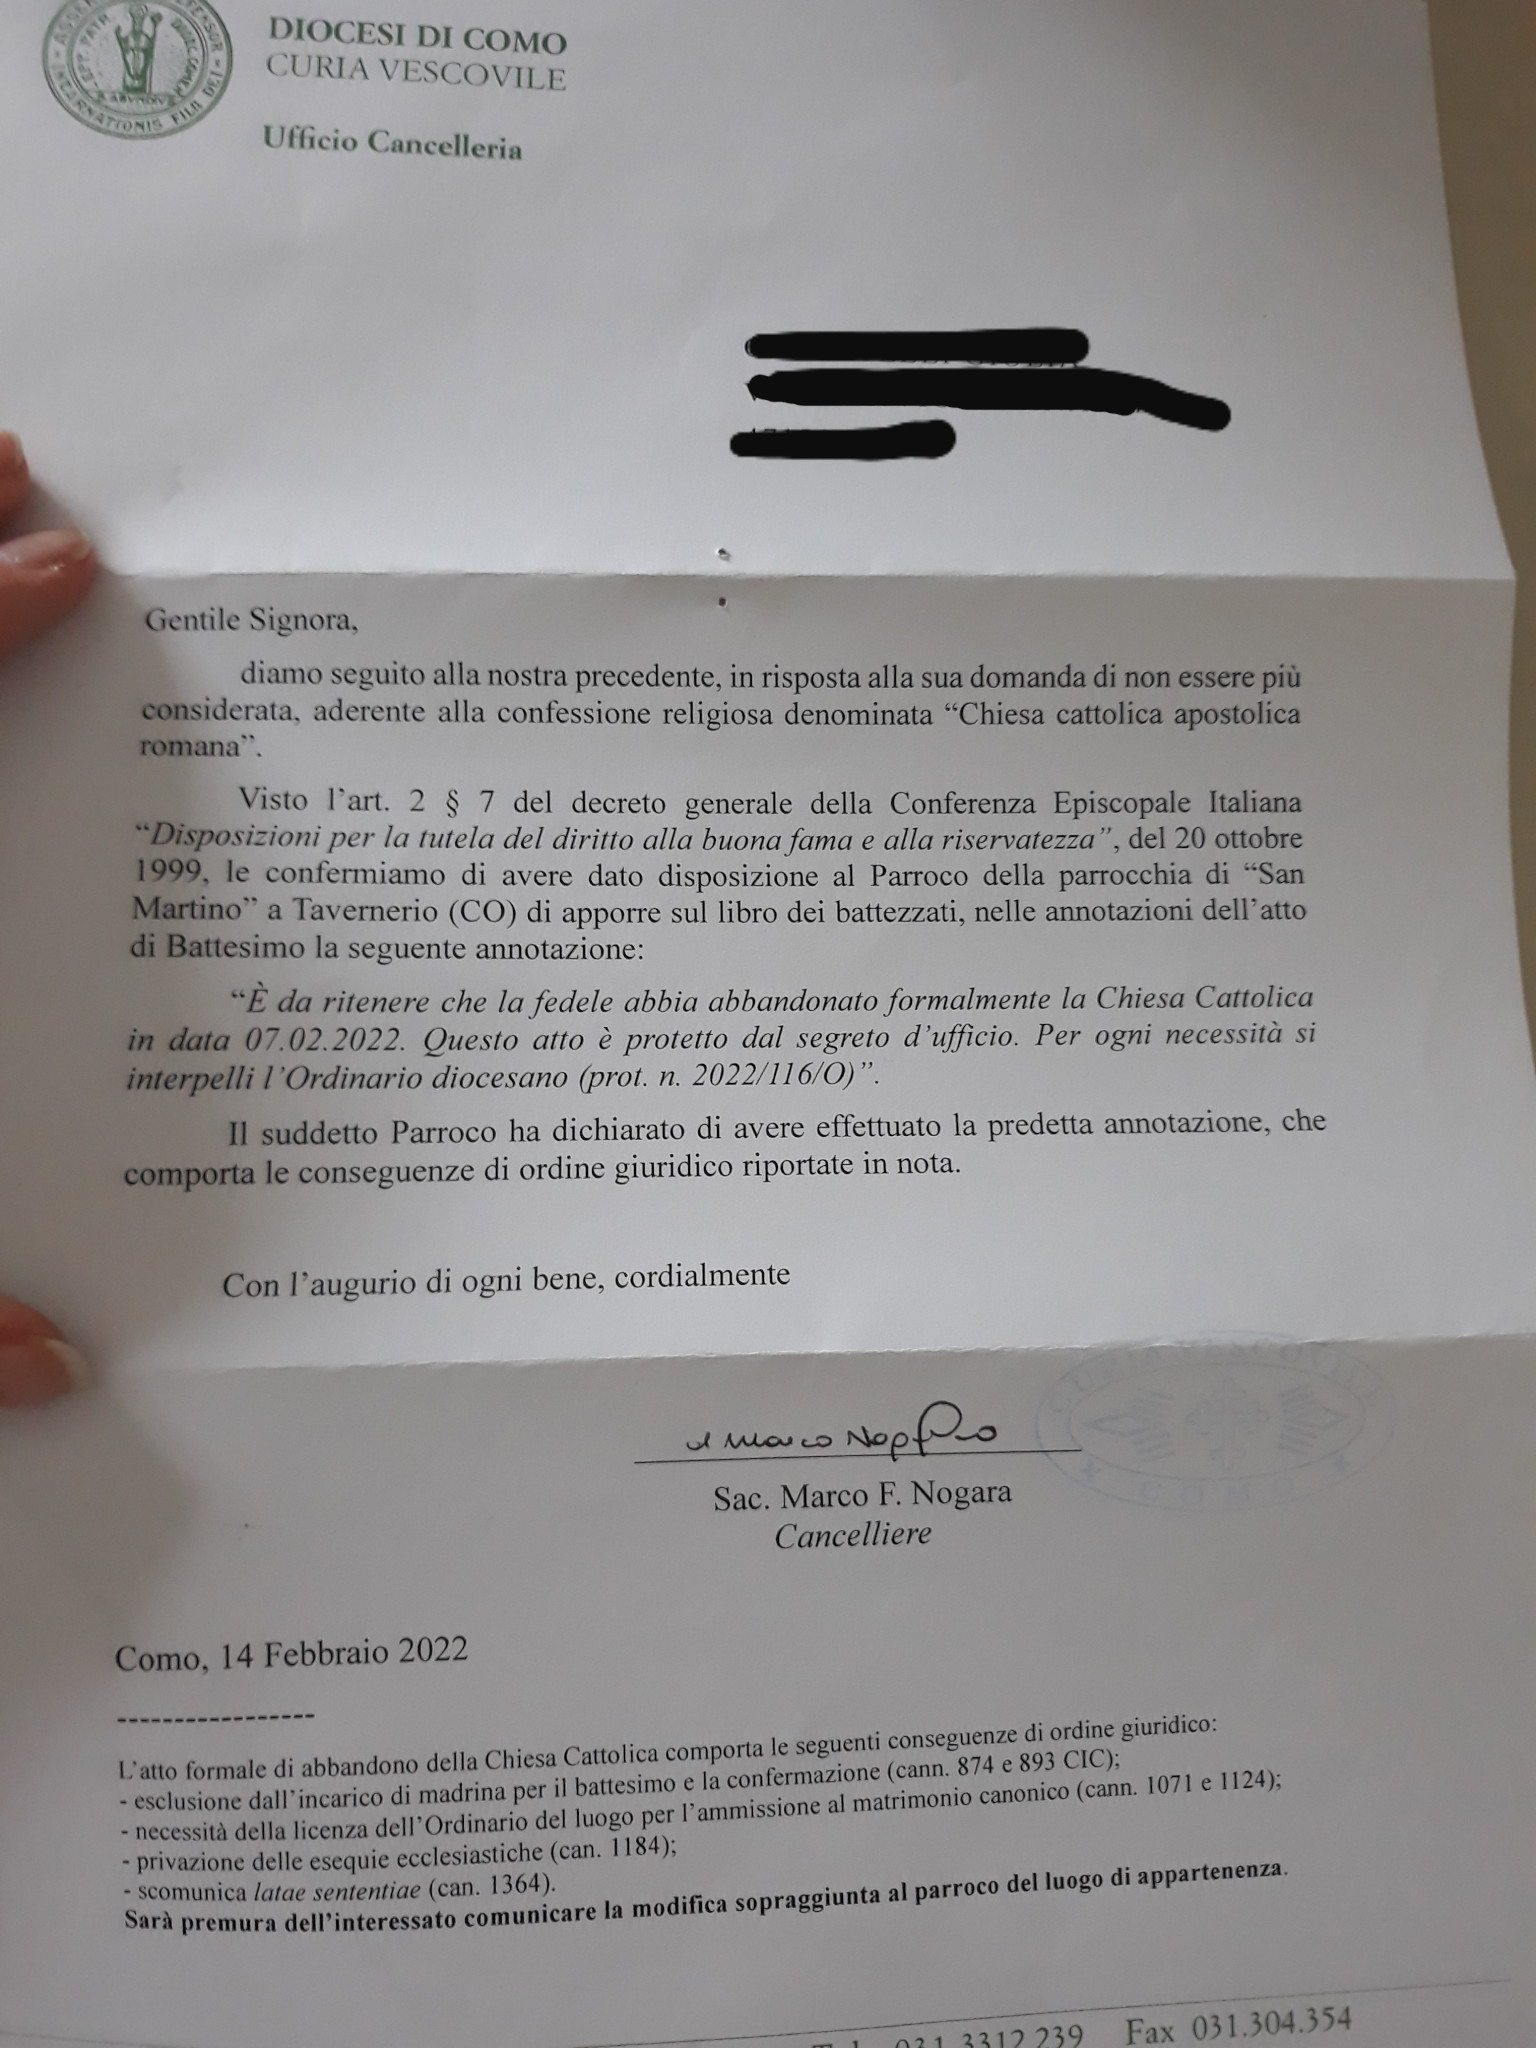 DIOCESI DI COMO
CURIA VESCOVILE
Ufficio Cancelleria
Gentile Signora,
diamo seguito alla nostra precedente, in risposta alla sua domanda di non essere più
considerata, aderente alla confessione religiosa denominata “Chiesa cattolica apostolica
romana”.
Visto l’art. 2 § 7 del decreto generale della Conferenza Episcopale Italiana
“Disposizioni per la tutela del diritto alla buona fama e alla riservatezza”, del 20 ottobre
1999, le confermiamo di avere dato disposizione al Parroco della parrocchia di “San
Martino” a Tavernerio (CO) di apporre sul libro dei battezzati, nelle annotazioni dell’atto
di Battesimo la seguente annotazione:
“È da ritenere che la fedele abbia abbandonato formalmente la Chiesa Cattolica
in data 07.02.2022. Questo atto è protetto dal segreto d’ufficio. Per ogni necessità si
interpelli l’Ordinario diocesano (prot. n. 2022/116/O)”.
Il suddetto Parroco ha dichiarato di avere effettuato la predetta annotazione, che
comporta le conseguenze di ordine giuridico riportate in nota.
Con l’augurio di ogni bene, cordialmente
CURIA VESCOVILE
COMO
Sac. Marco F. Nogara
Cancelliere
Como, 14 Febbraio 2022
-----------------
L’atto formale di abbandono della Chiesa Cattolica comporta le seguenti conseguenze di ordine giuridico:
- esclusione dall’incarico di madrina per il battesimo e la confermazione (cann. 874 e 893 CIC);
- necessità della licenza dell’Ordinario del luogo per l’ammissione al matrimonio canonico (cann. 1071 e 1124);
- privazione delle esequie ecclesiastiche (can. 1184);
- scomunica latae sententiae (can. 1364).
Sarà premura dell’interessato comunicare la modifica sopraggiunta al parroco del luogo di appartenenza.
031.3312.239 Fax 031.304.354